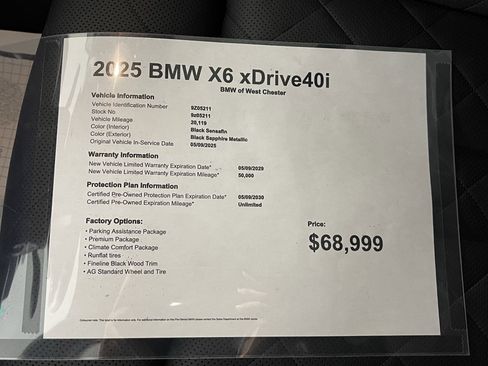 2025 BMW X6 xDrive40i
BMW of West Chester
Vehicle Information
Vehicle Identification Number 9Z05211
Stock No. 9z05211
Vehicle Mileage 20,119
Color (Interior) Black Sensafin
Color (Exterior) Black Sapphire Metallic
Original Vehicle In-Service Date 05/09/2025
Warranty Information
New Vehicle Limited Warranty Expiration Date* 05/09/2029
New Vehicle Limited Warranty Expiration Mileage* 50,000
Protection Plan Information
Certified Pre-Owned Protection Plan Expiration Date* 05/09/2030
Certified Pre-Owned Expiration Mileage* Unlimited
Factory Options:
• Parking Assistance Package
• Premium Package
• Climate Comfort Package
• Runflat tires
• Fineline Black Wood Trim
• AG Standard Wheel and Tire
Price:
$68,999